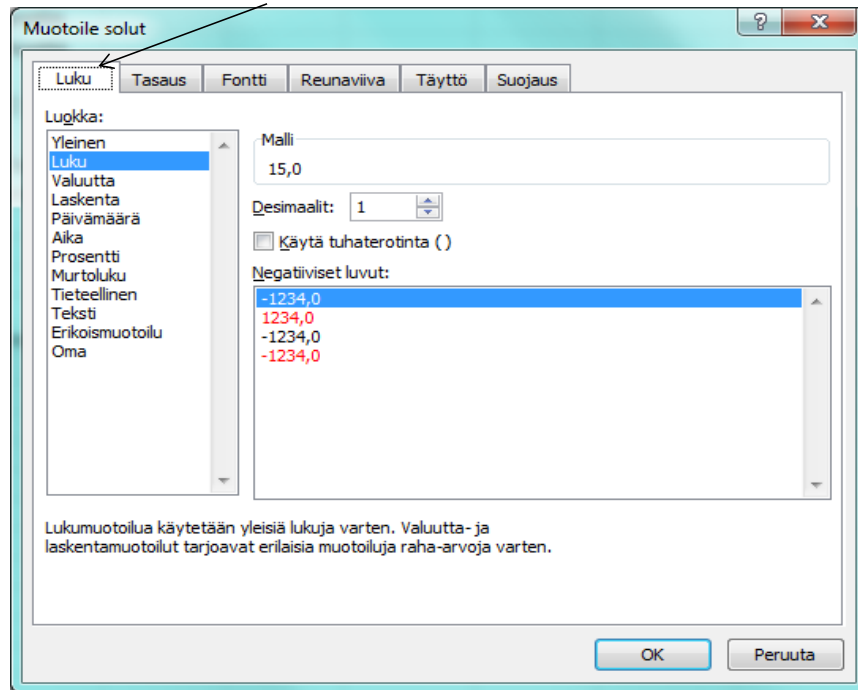 Muotoile solut
Luku Tasaus Fontti Reunaviiva Täyttö Suojaus
Luokka:
Yleinen
Luku
Valuutta
Laskenta
Päivämäärä
Aika
Prosentti
Murtoluku
Tieteellinen
Teksti
Erikoismuotoilu
Oma
Malli
15,0
Desimaalit: 1
Käytä tuhaterotinta ( )
Negatiiviset luvut:
-1234,0
1234,0
-1234,0
-1234,0
Lukumuotoilua käytetään yleisiä lukuja varten. Valuutta- ja
laskentamuotoilut tarjoavat erilaisia muotoiluja raha-arvoja varten.
OK Peruuta